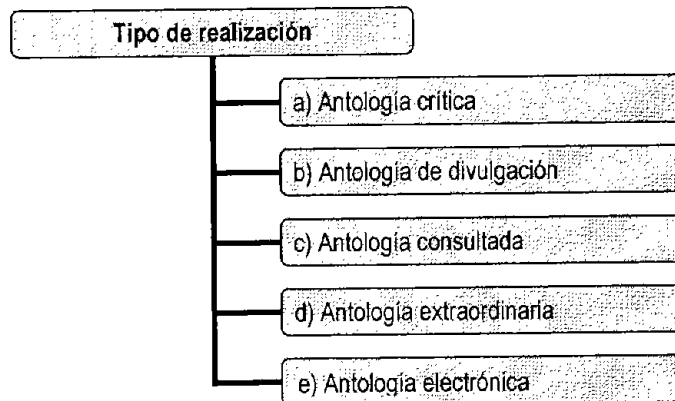 Tipo de realización
a) Antología crítica
b) Antología de divulgación
c) Antología consultada
d) Antología extraordinaria
e) Antología electrónica